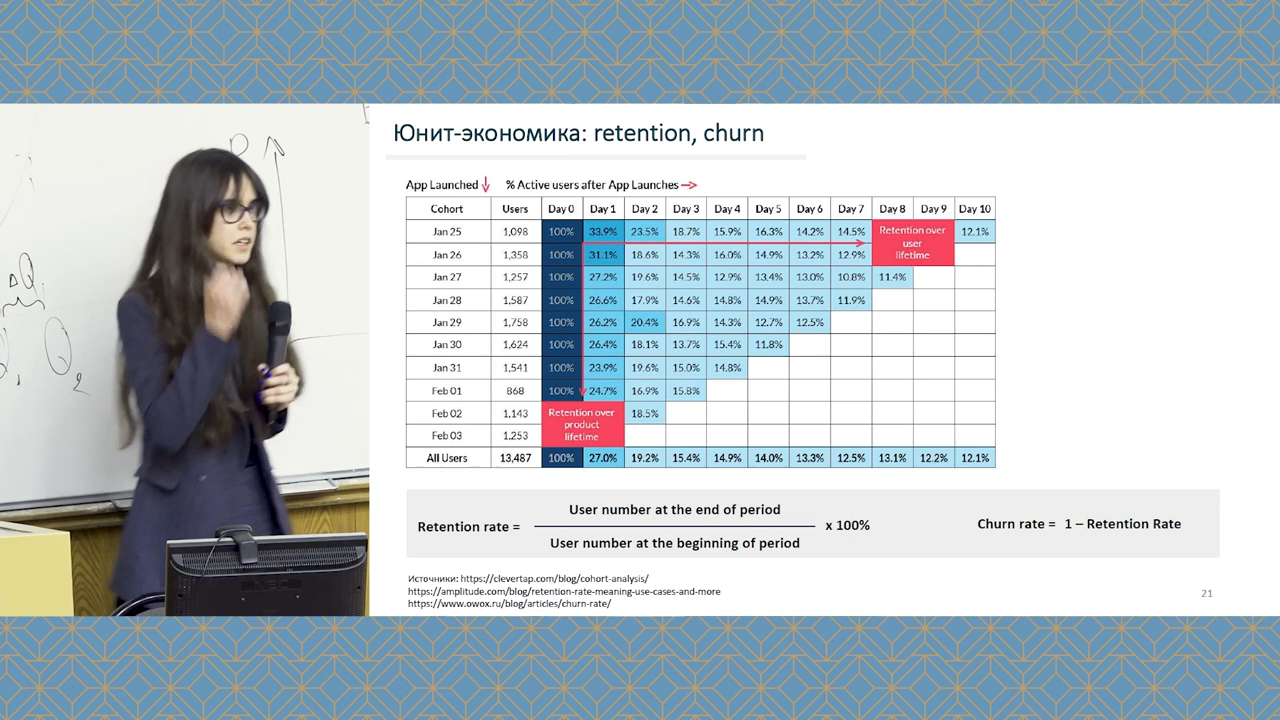 Юнит-экономика: retention, churn
App Launched ↓ % Active users after App Launches →
Cohort Users Day 0 Day 1 Day 2 Day 3 Day 4 Day 5 Day 6 Day 7 Day 8 Day 9 Day 10
Jan 25 1,098 100% 33.9% 23.5% 18.7% 15.9% 16.3% 14.2% 14.5% Retention over user lifetime 12.1%
Jan 26 1,358 100% 31.1% 18.6% 14.3% 16.0% 14.9% 13.2% 12.9%
Jan 27 1,257 100% 27.2% 19.6% 14.5% 12.9% 13.4% 13.0% 10.8% 11.4%
Jan 28 1,587 100% 26.6% 17.9% 14.6% 14.8% 14.9% 13.7% 11.9%
Jan 29 1,758 100% 26.2% 20.4% 16.9% 14.3% 12.7% 12.5%
Jan 30 1,624 100% 26.4% 18.1% 13.7% 15.4% 11.8%
Jan 31 1,541 100% 23.9% 19.6% 15.0% 14.8%
Feb 01 868 100% 24.7% 16.9% 15.8%
Feb 02 1,143 Retention over product lifetime 18.5%
Feb 03 1,253
All Users 13,487 100% 27.0% 19.2% 15.4% 14.9% 14.0% 13.3% 12.5% 13.1% 12.2% 12.1%
User number at the end of period
Retention rate = x 100% Churn rate = 1 – Retention Rate
User number at the beginning of period
Источники: https://clevertap.com/blog/cohort-analysis/
https://amplitude.com/blog/retention-rate-meaning-use-cases-and-more
https://www.owox.ru/blog/articles/churn-rate/
21
P
ΔQ
Q₂
NEC